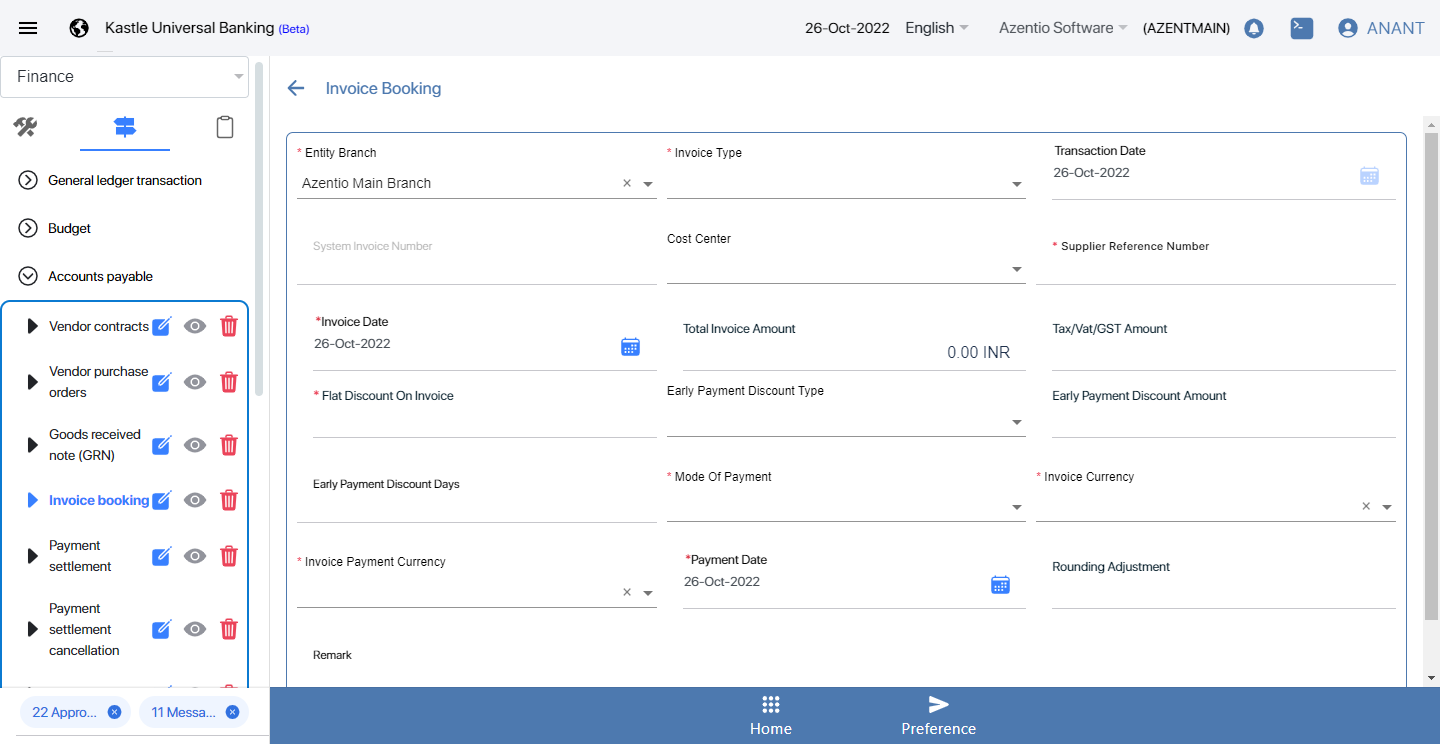 Kastle Universal Banking (Beta)
26-Oct-2022
English
Azentio Software
(AZENTMAIN)
ANANT
Finance
General ledger transaction
Budget
Accounts payable
Vendor contracts
Vendor purchase
orders
Goods received
note (GRN)
Invoice booking
Payment
settlement
Payment
settlement
cancellation
22 Appro...
11 Messa...
Invoice Booking
* Entity Branch
Azentio Main Branch
* Invoice Type
Transaction Date
26-Oct-2022
System Invoice Number
Cost Center
* Supplier Reference Number
*Invoice Date
26-Oct-2022
Total Invoice Amount
0.00 INR
Tax/Vat/GST Amount
* Flat Discount On Invoice
Early Payment Discount Type
Early Payment Discount Amount
Early Payment Discount Days
* Mode Of Payment
* Invoice Currency
* Invoice Payment Currency
*Payment Date
26-Oct-2022
Rounding Adjustment
Remark
Home
Preference